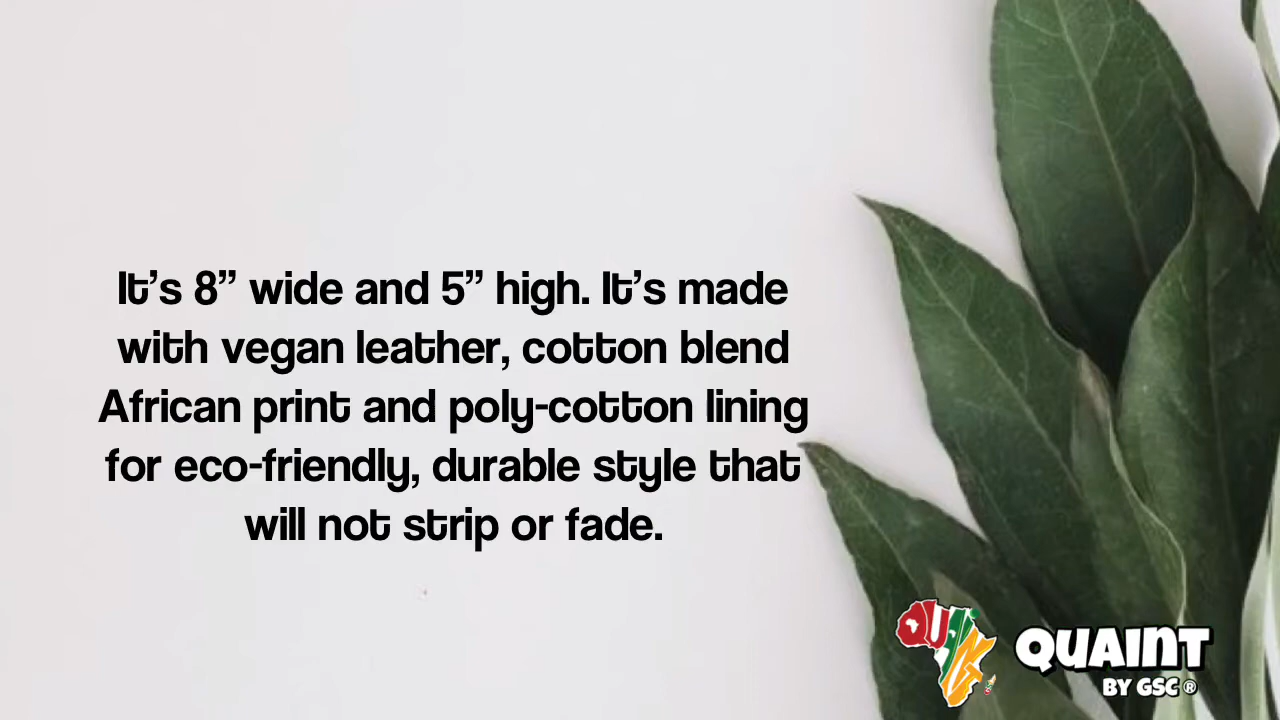 It’s 8” wide and 5” high. It’s made
with vegan leather, cotton blend
African print and poly-cotton lining
for eco-friendly, durable style that
will not strip or fade.
QUAINT
QUAINT
BY GSC ®